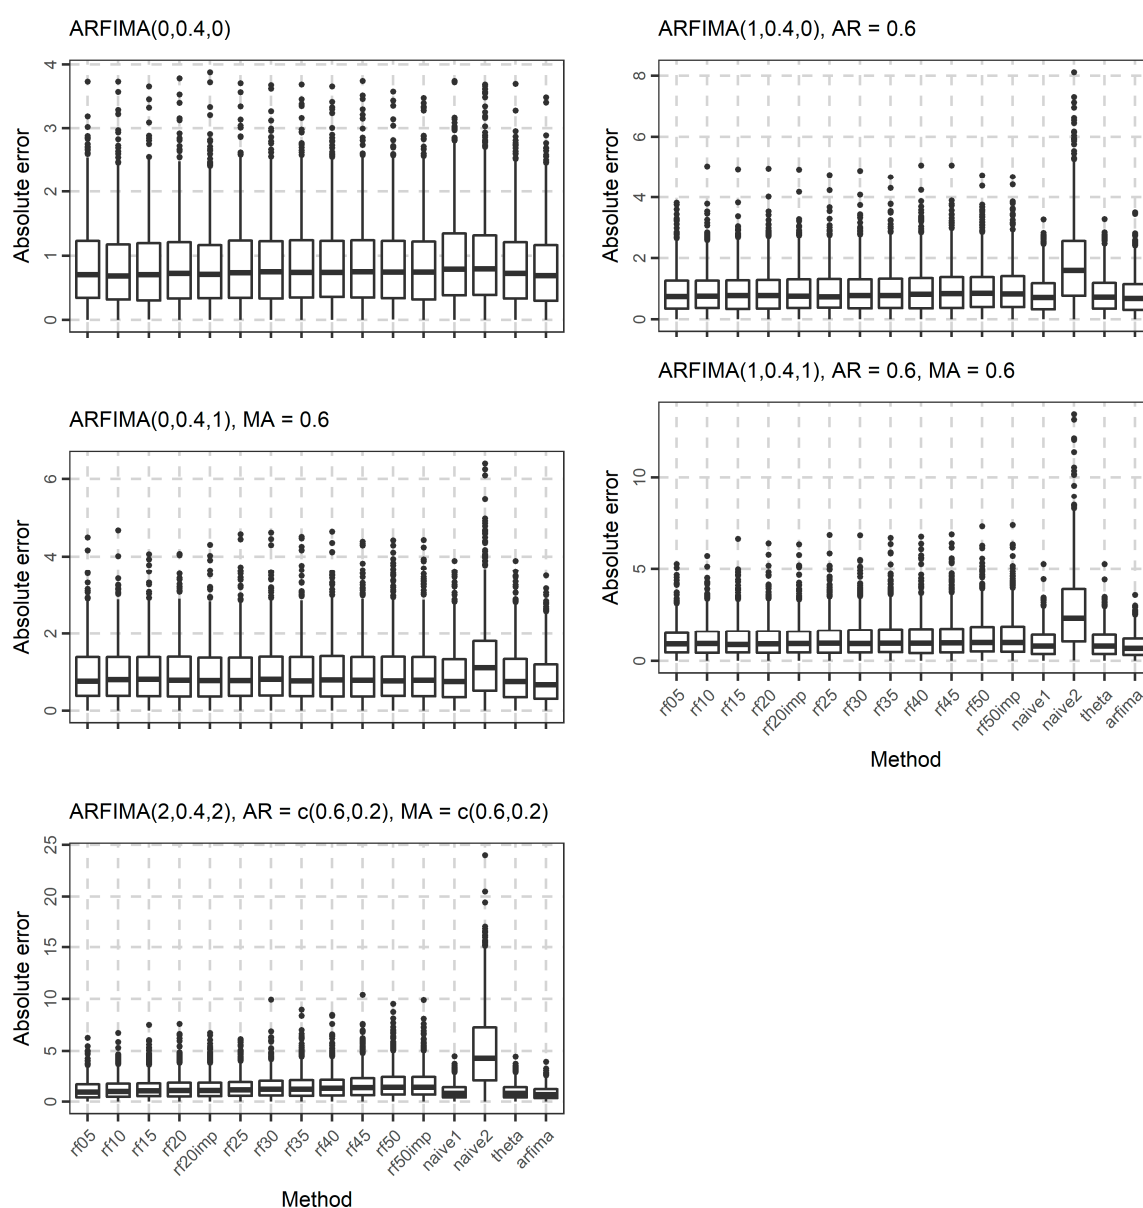 ARFIMA(0,0.4,0)
Absolute error
4
3
2
1
0
ARFIMA(1,0.4,0), AR = 0.6
Absolute error
8
6
4
2
0
ARFIMA(0,0.4,1), MA = 0.6
Absolute error
6
4
2
0
ARFIMA(1,0.4,1), AR = 0.6, MA = 0.6
Absolute error
10
5
0
rf05 rf10 rf15 rf20 rf20imp rf25 rf30 rf35 rf40 rf45 rf50 rf50imp naive1 naive2 theta arfima
Method
ARFIMA(2,0.4,2), AR = c(0.6,0.2), MA = c(0.6,0.2)
Absolute error
25
20
15
10
5
0
rf05 rf10 rf15 rf20 rf20imp rf25 rf30 rf35 rf40 rf45 rf50 rf50imp naive1 naive2 theta arfima
Method